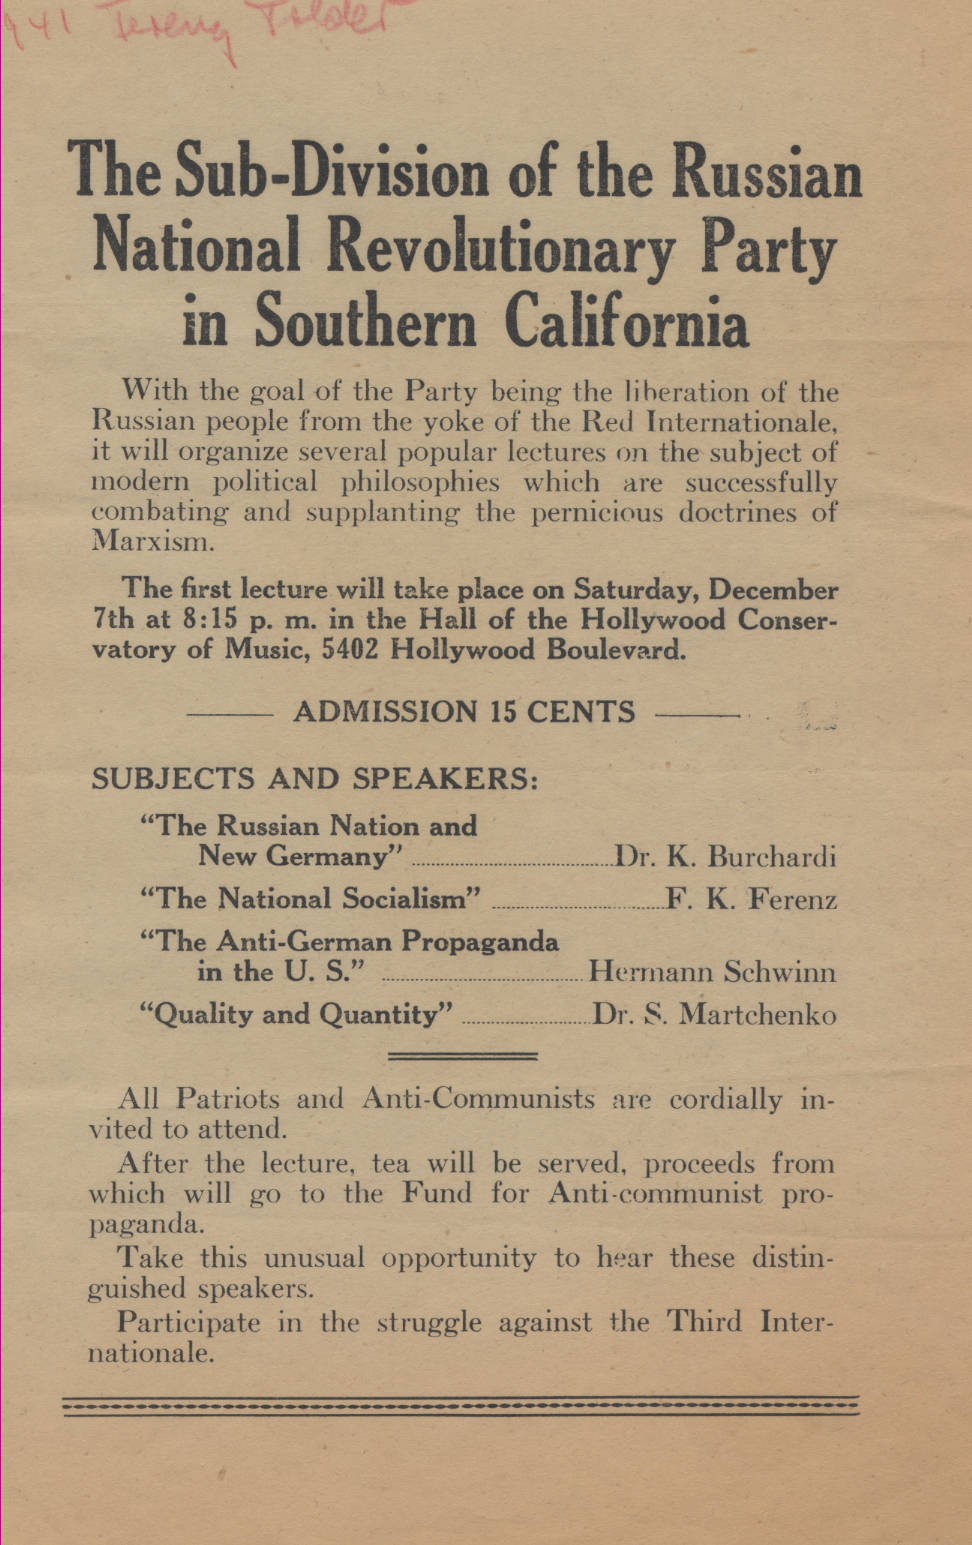 941 Ferenz Folder
The Sub-Division of the Russian
National Revolutionary Party
in Southern California
With the goal of the Party being the liberation of the
Russian people from the yoke of the Red Internationale,
it will organize several popular lectures on the subject of
modern political philosophies which are successfully
combating and supplanting the pernicious doctrines of
Marxism.
The first lecture will take place on Saturday, December
7th at 8:15 p. m. in the Hall of the Hollywood Conser-
vatory of Music, 5402 Hollywood Boulevard.
ADMISSION 15 CENTS
SUBJECTS AND SPEAKERS:
"The Russian Nation and
New Germany" ........ Dr. K. Burchardi
"The National Socialism" ........ F. K. Ferenz
"The Anti-German Propaganda
in the U. S." ........ Hermann Schwinn
"Quality and Quantity" ........ Dr. S. Martchenko
All Patriots and Anti-Communists are cordially in-
vited to attend.
After the lecture, tea will be served, proceeds from
which will go to the Fund for Anti-communist pro-
paganda.
Take this unusual opportunity to hear these distin-
guished speakers.
Participate in the struggle against the Third Inter-
nationale.